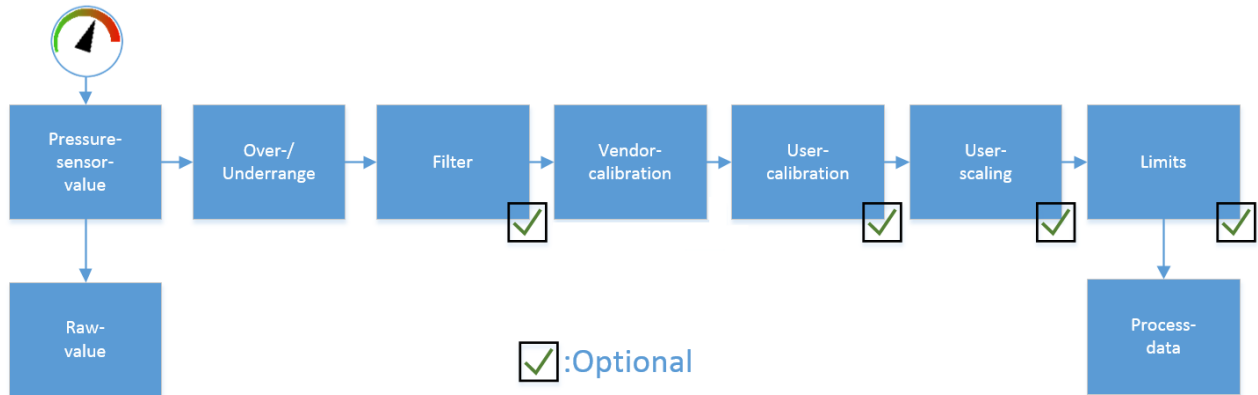 Pressure-
sensor-
value
Over-/
Underrange
Filter
Vendor-
calibration
User-
calibration
User-
scaling
Limits
Raw-
value
Process-
data
:Optional